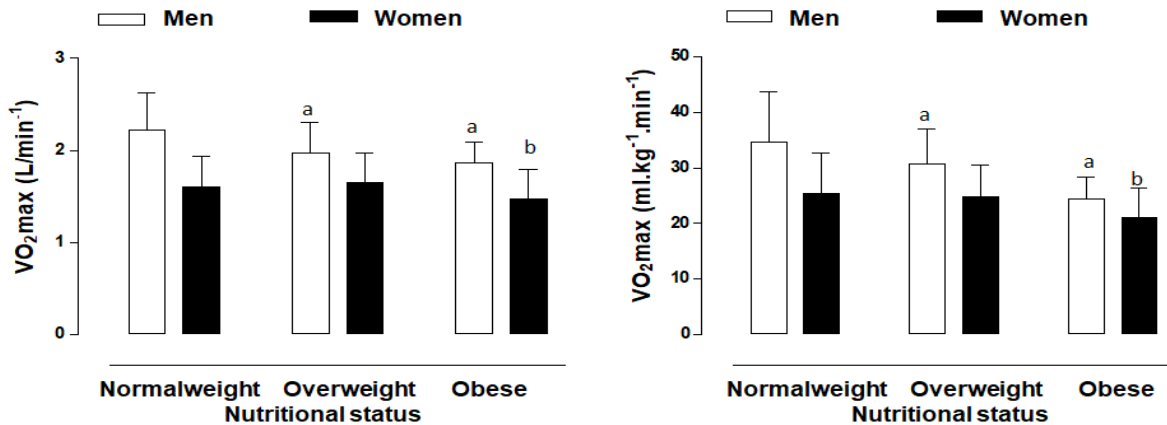 Men Women
VO₂max (L/min⁻¹)
3
2
1
0
a
a
b
Normalweight Overweight Obese
Nutritional status
Men Women
VO₂max (ml.kg⁻¹.min⁻¹)
50
40
30
20
10
0
a
a
b
Normalweight Overweight Obese
Nutritional status